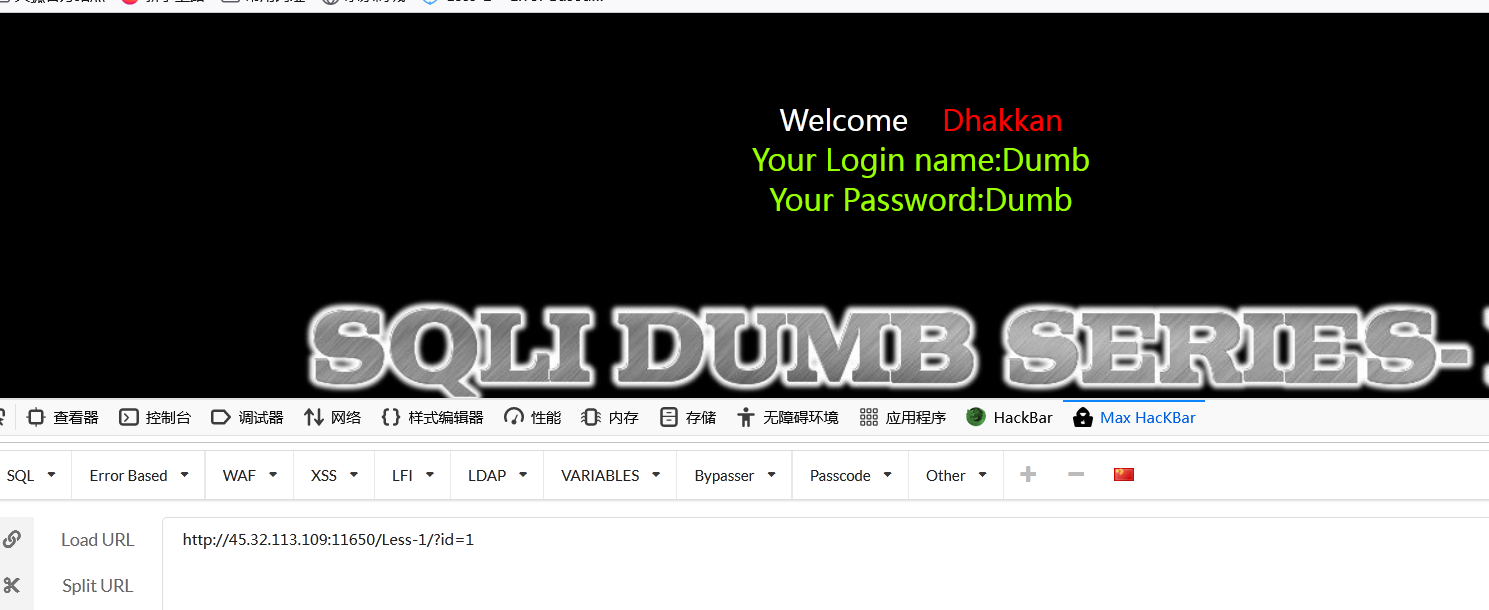 Welcome Dhakkan
Your Login name:Dumb
Your Password:Dumb
SQLI DUMB SERIES-
查看器 控制台 调试器 网络 样式编辑器 性能 内存 存储 无障碍环境 应用程序 HackBar Max HacKBar
SQL Error Based WAF XSS LFI LDAP VARIABLES Bypasser Passcode Other
Load URL http://45.32.113.109:11650/Less-1/?id=1
Split URL